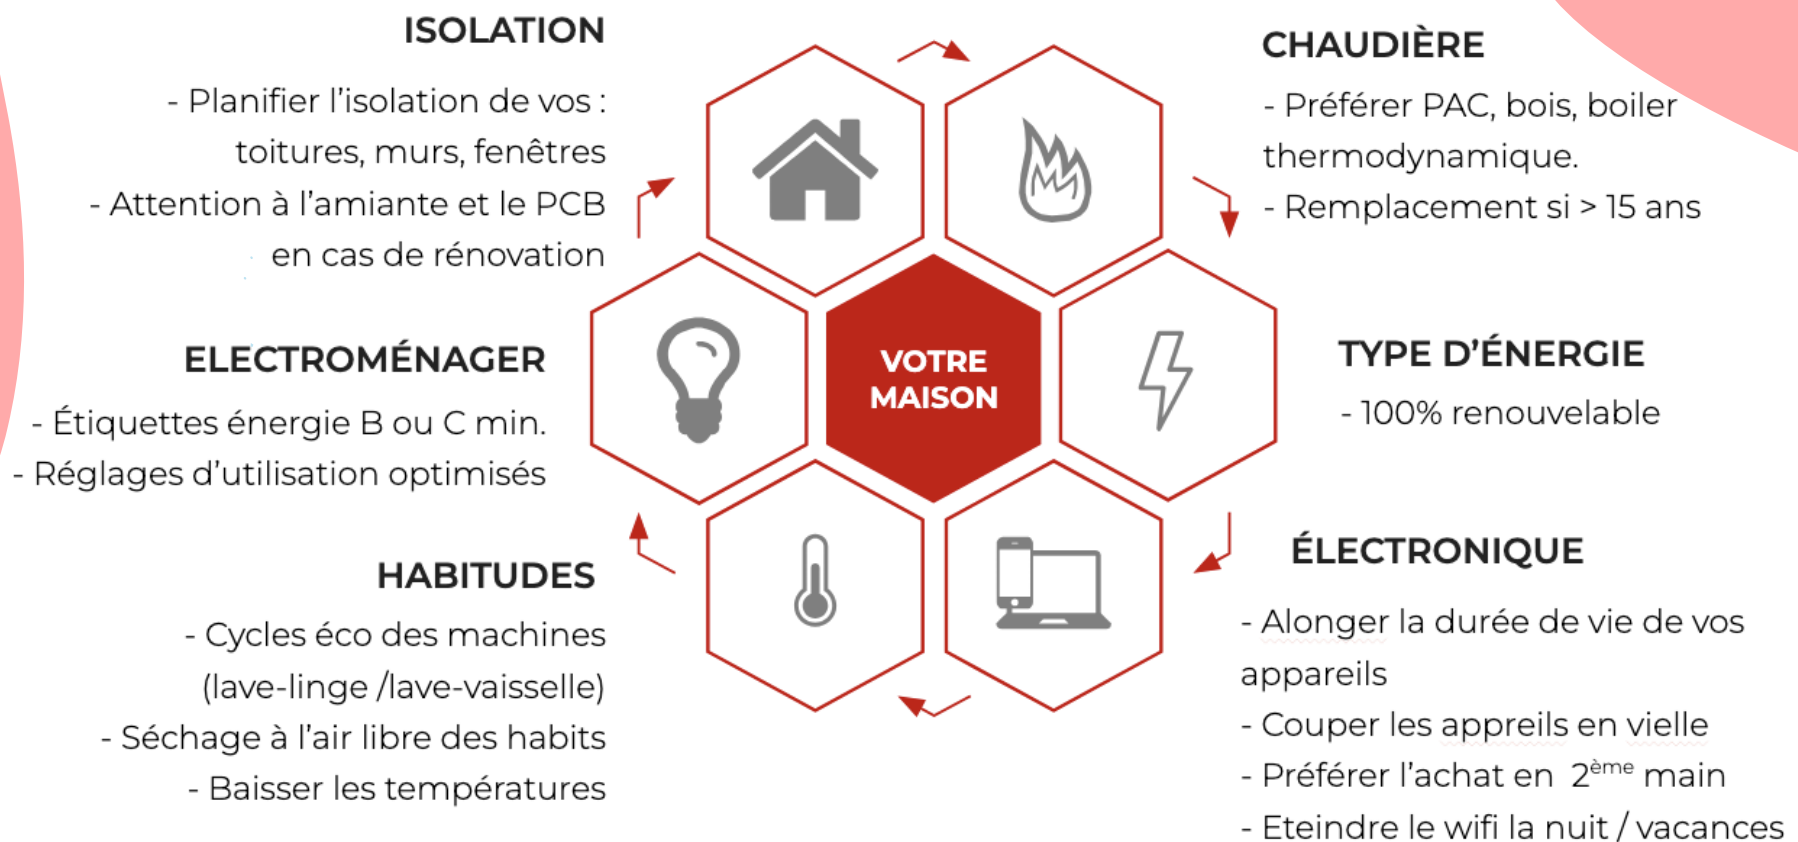 ISOLATION
- Planifier l'isolation de vos :
toitures, murs, fenêtres
- Attention à l'amiante et le PCB
en cas de rénovation
CHAUDIÈRE
- Préférer PAC, bois, boiler
thermodynamique.
- Remplacement si > 15 ans
ELECTROMÉNAGER
- Étiquettes énergie B ou C min.
- Réglages d'utilisation optimisés
VOTRE
MAISON
TYPE D'ÉNERGIE
- 100% renouvelable
HABITUDES
- Cycles éco des machines
(lave-linge /lave-vaisselle)
- Séchage à l'air libre des habits
- Baisser les températures
ÉLECTRONIQUE
- Alonger la durée de vie de vos
appareils
- Couper les appreils en vielle
- Préférer l'achat en 2ème main
- Eteindre le wifi la nuit / vacances